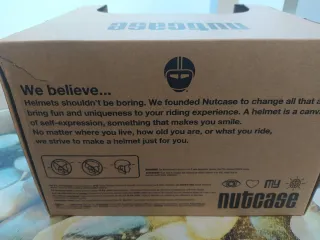 nutcase
We believe...
Helmets shouldn't be boring. We founded Nutcase to change all that a
bring fun and uniqueness to your riding experience. A helmet is a canva
of self-expression, something that makes you smile.
No matter where you live, how old you are, or what you ride,
we strive to make a helmet just for you.
MY
nutcase